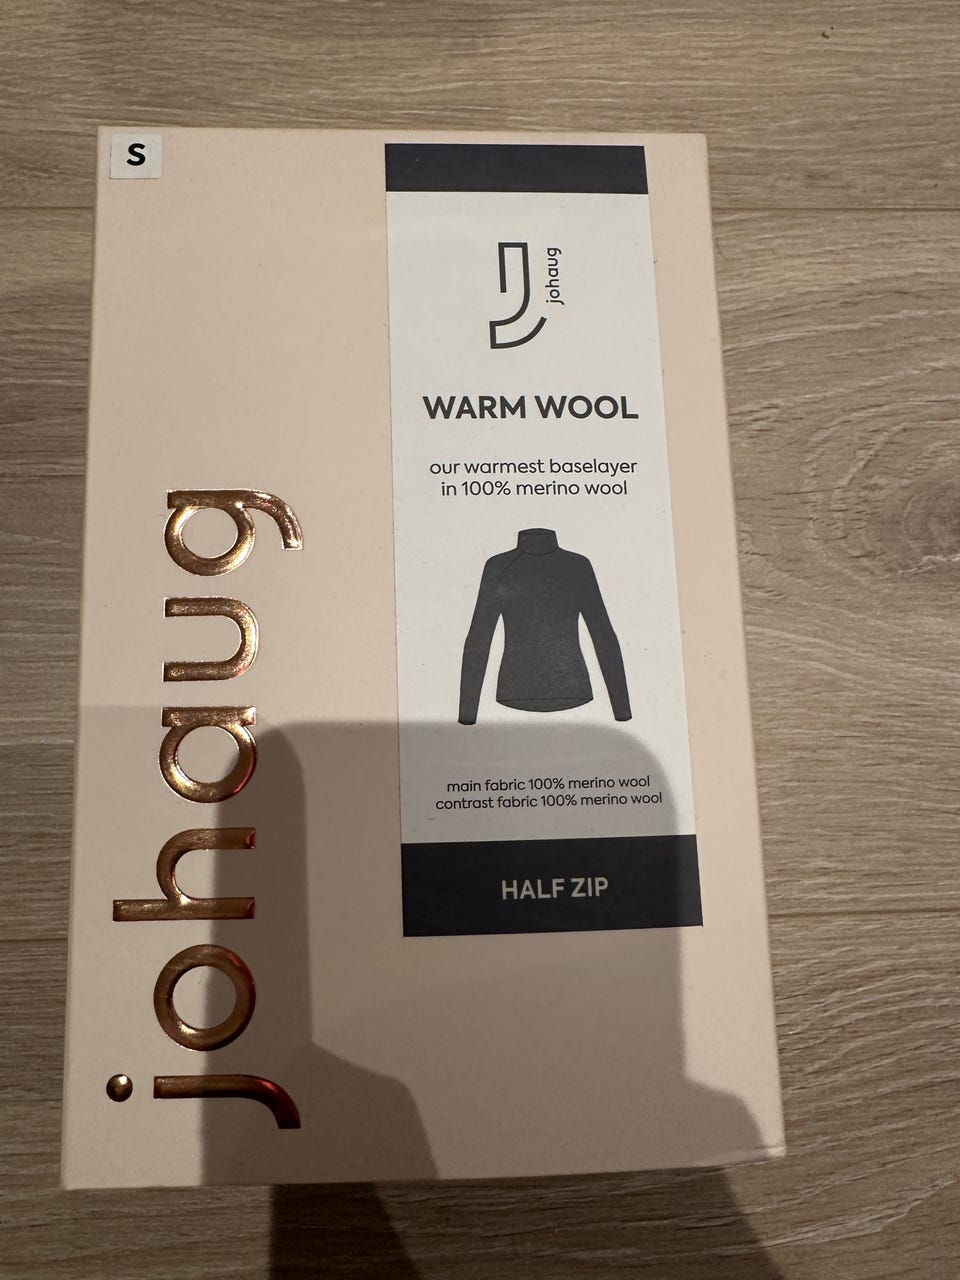 S
johaug
johaug
WARM WOOL
our warmest baselayer
in 100% merino wool
main fabric 100% merino wool
contrast fabric 100% merino wool
HALF ZIP